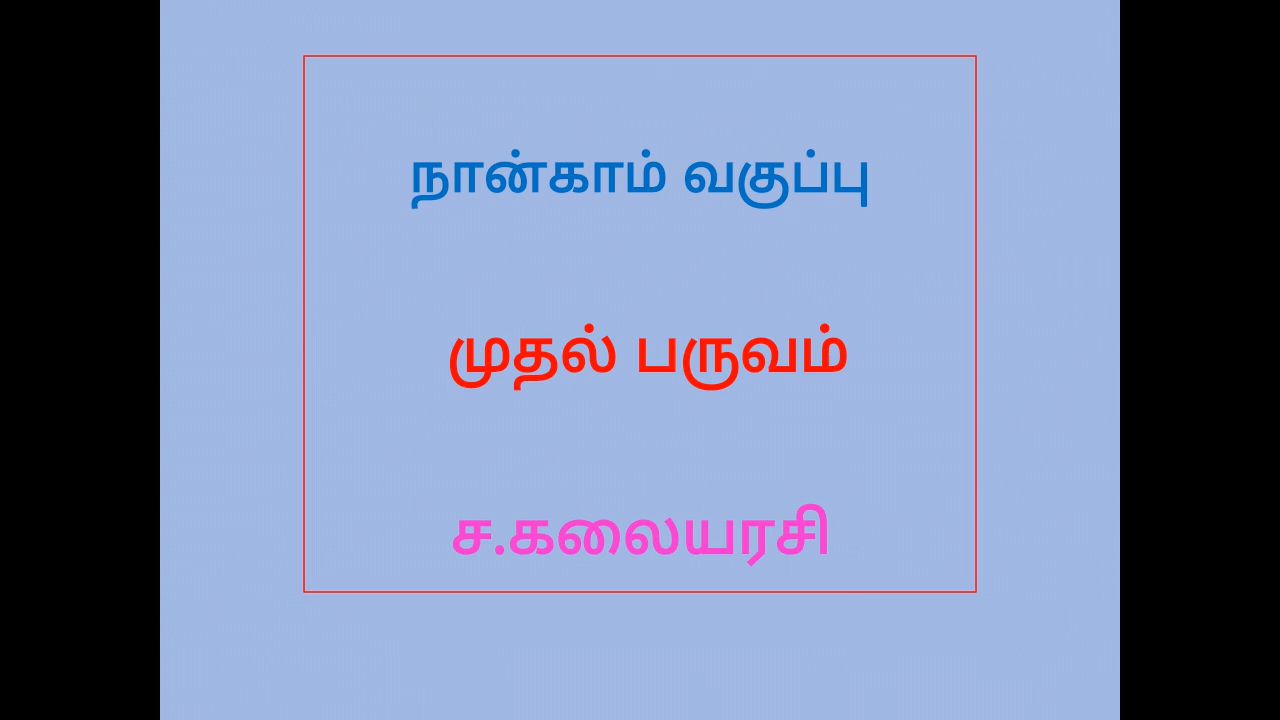 நான்காம் வகுப்பு
முதல் பருவம்
ச.கலையரசி